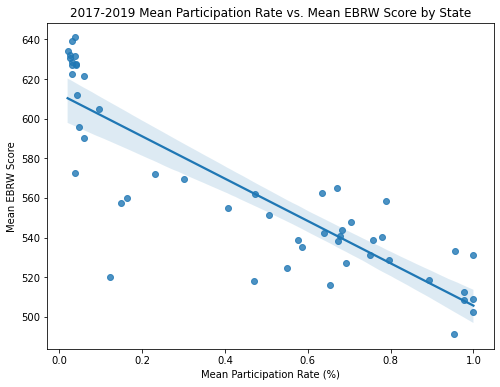 2017-2019 Mean Participation Rate vs. Mean EBRW Score by State
Mean EBRW Score
640
620
600
580
560
540
520
500
0.0 0.2 0.4 0.6 0.8 1.0
Mean Participation Rate (%)